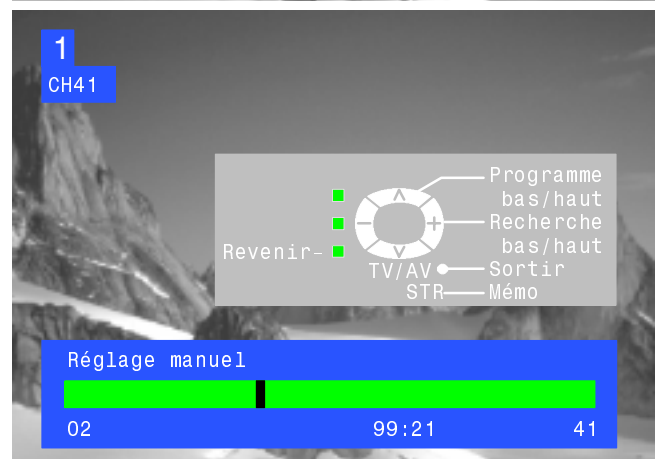 1
CH41
Programme
bas/haut
Recherche
bas/haut
Revenir
TV/AV Sortir
STR Mémo
Réglage manuel
02 99:21 41